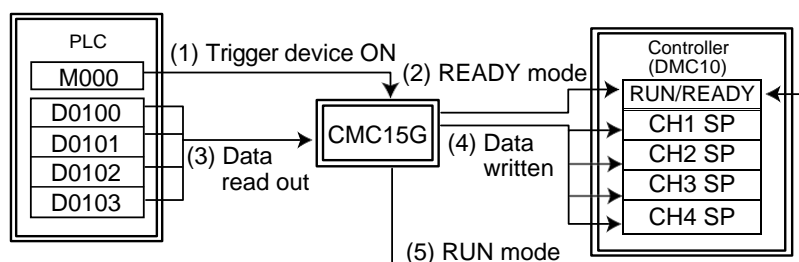 PLC
M000
D0100
D0101
D0102
D0103
(1) Trigger device ON
(2) READY mode
(3) Data
read out
CMC15G
(4) Data
written
(5) RUN mode
Controller
(DMC10)
RUN/READY
CH1 SP
CH2 SP
CH3 SP
CH4 SP